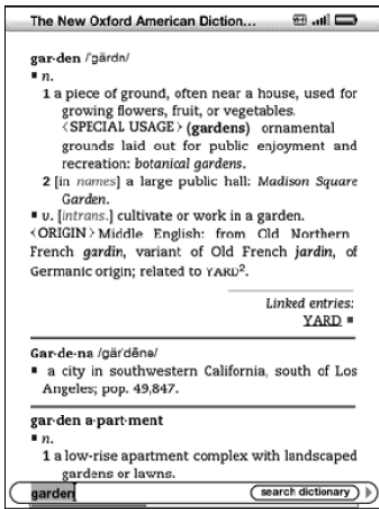 The New Oxford American Diction...
gar·den /ˈgärdn/
▪ n.
1 a piece of ground, often near a house, used for
growing flowers, fruit, or vegetables.
<SPECIAL USAGE> (gardens) ornamental
grounds laid out for public enjoyment and
recreation: botanical gardens.
2 [in names] a large public hall: Madison Square
Garden.
▪ v. [intrans.] cultivate or work in a garden.
<ORIGIN> Middle English: from Old Northern
French gardin, variant of Old French jardin, of
Germanic origin; related to YARD².
Linked entries:
YARD ▪
Gar·de·na /gärˈdēnə/
▪ a city in southwestern California, south of Los
Angeles; pop. 49,847.
gar·den a·part·ment
▪ n.
1 a low-rise apartment complex with landscaped
gardens or lawns.
garden
search dictionary